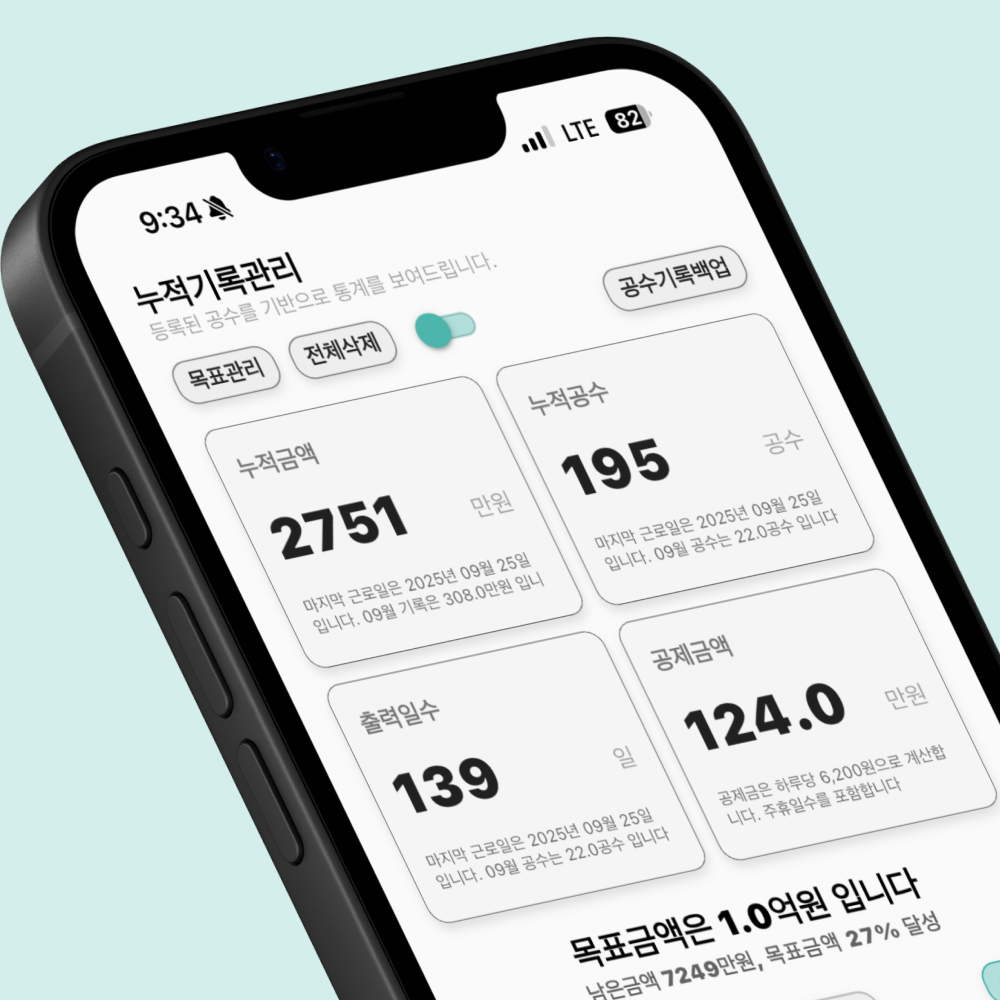 9:34
LTE
82
누적기록관리
등록된 공수를 기반으로 통계를 보여드립니다.
공수기록백업
목표관리
전체삭제
누적금액
2751 만원
마지막 근로일은 2025년 09월 25일
입니다. 09월 기록은 308.0만원 입니
누적공수
195 공수
마지막 근로일은 2025년 09월 25일
입니다. 09월 공수는 22.0공수 입니다
출력일수
139 일
마지막 근로일은 2025년 09월 25일
입니다. 09월 공수는 22.0공수 입니다
공제금액
124.0 만원
공제금은 하루당 6,200원으로 계산합
니다. 주휴일수를 포함합니다
목표금액은 1.0억원 입니다
남은금액 7249만원, 목표금액 27% 달성